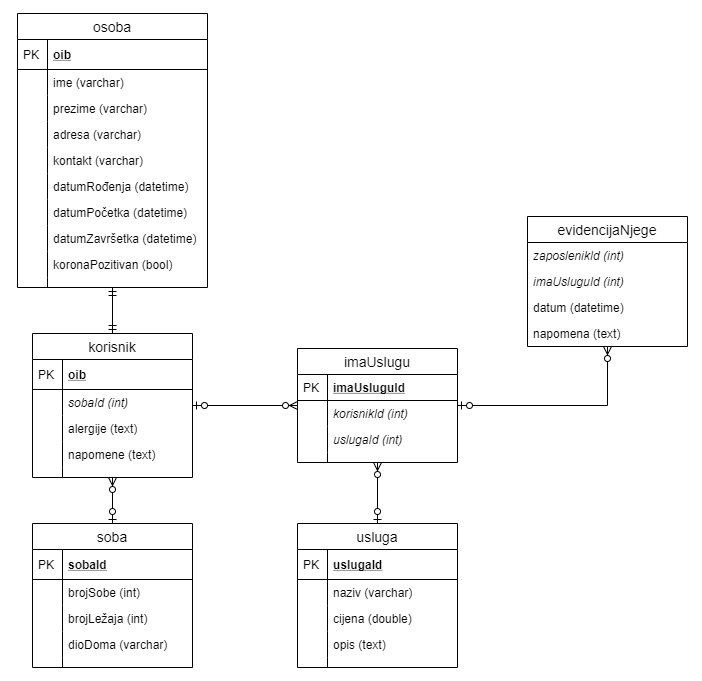 osoba
PK oib
ime (varchar)
prezime (varchar)
adresa (varchar)
kontakt (varchar)
datumRođenja (datetime)
datumPočetka (datetime)
datumZavršetka (datetime)
koronaPozitivan (bool)
evidencijaNjege
zaposlenikId (int)
imaUsluguId (int)
datum (datetime)
napomena (text)
korisnik
PK oib
sobaId (int)
alergije (text)
napomene (text)
imaUslugu
PK imaUsluguId
korisnikId (int)
uslugaId (int)
soba
PK sobaId
brojSobe (int)
brojLežaja (int)
dioDoma (varchar)
usluga
PK uslugaId
naziv (varchar)
cijena (double)
opis (text)